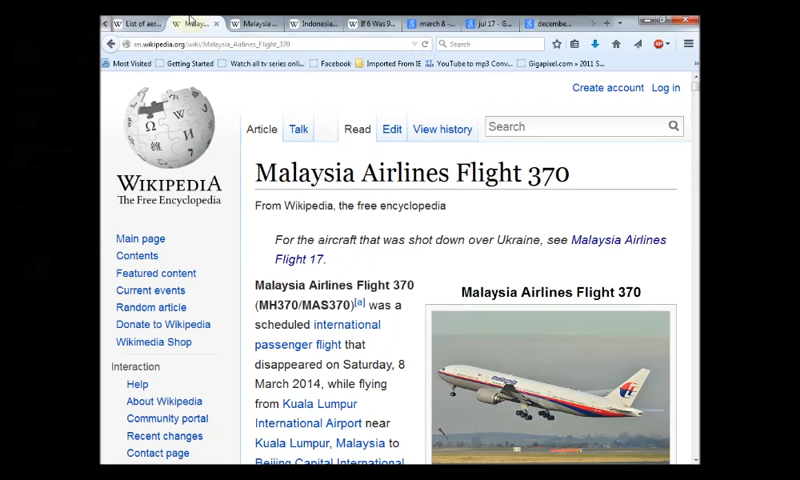 List of aer...
Malay...
Malaysia ...
Indonesia...
If 6 Was 9...
march 8 -...
jul 17 - G...
decembe...
en.wikipedia.org/wiki/Malaysia_Airlines_Flight_370
Search
Most Visited
Getting Started
Watch all tv series onli...
Facebook
Imported From IE
YouTube to mp3 Conv...
Gigapixel.com » 2011 S...
Create account
Log in
WIKIPEDIA
The Free Encyclopedia
Article
Talk
Read
Edit
View history
Search
Malaysia Airlines Flight 370
From Wikipedia, the free encyclopedia
For the aircraft that was shot down over Ukraine, see Malaysia Airlines
Flight 17.
Main page
Contents
Featured content
Current events
Random article
Donate to Wikipedia
Wikimedia Shop
Interaction
Help
About Wikipedia
Community portal
Recent changes
Contact page
Malaysia Airlines Flight 370
(MH370/MAS370)[a] was a
scheduled international
passenger flight that
disappeared on Saturday, 8
March 2014, while flying
from Kuala Lumpur
International Airport near
Kuala Lumpur, Malaysia to
Beijing Capital International
Malaysia Airlines Flight 370
malaysia